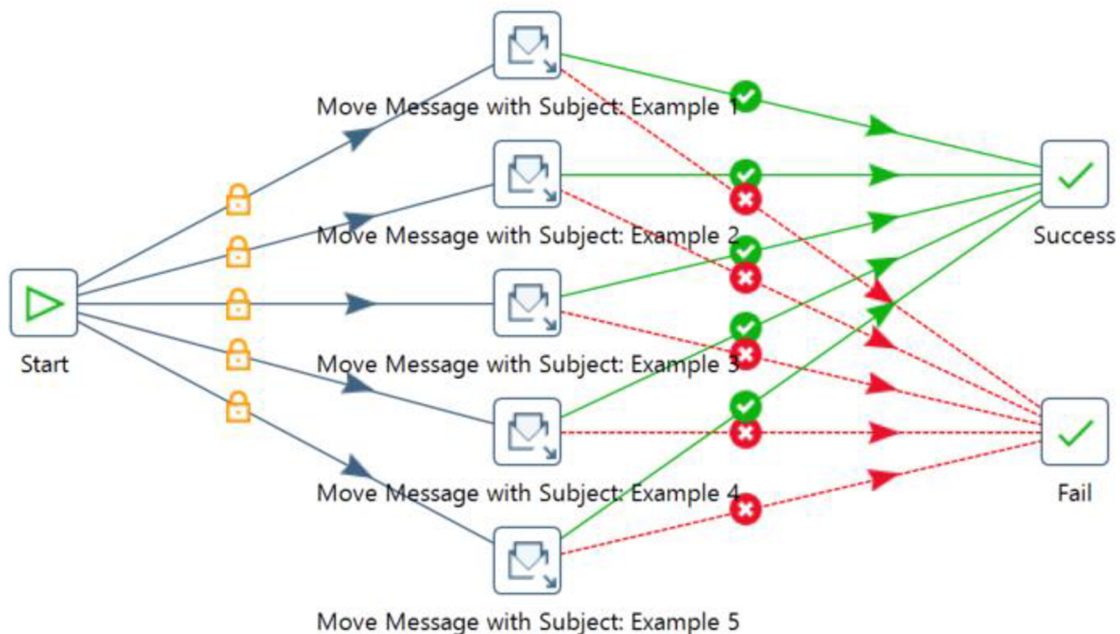 Move Message with Subject: Example 1
Move Message with Subject: Example 2
Success
Start
Move Message with Subject: Example 3
Move Message with Subject: Example 4
Fail
Move Message with Subject: Example 5